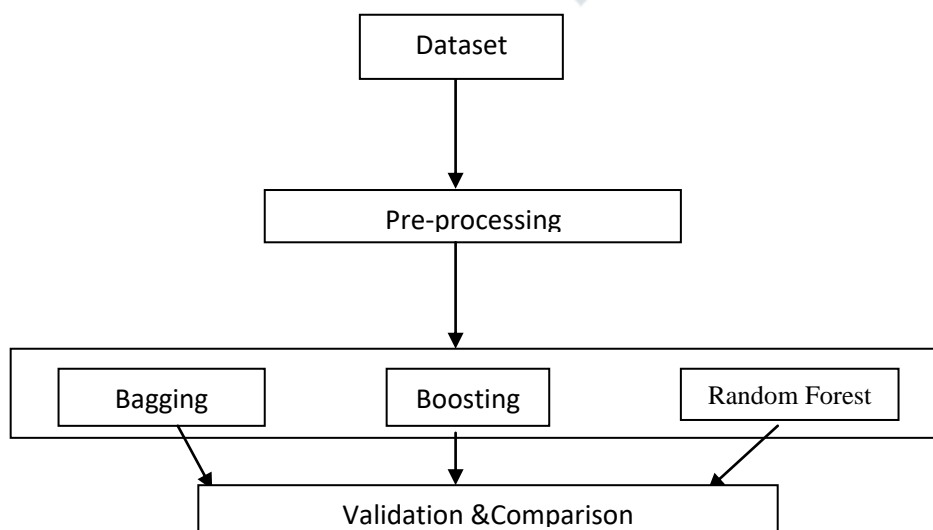 Dataset
Pre-processing
Bagging
Boosting
Random Forest
Validation &Comparison